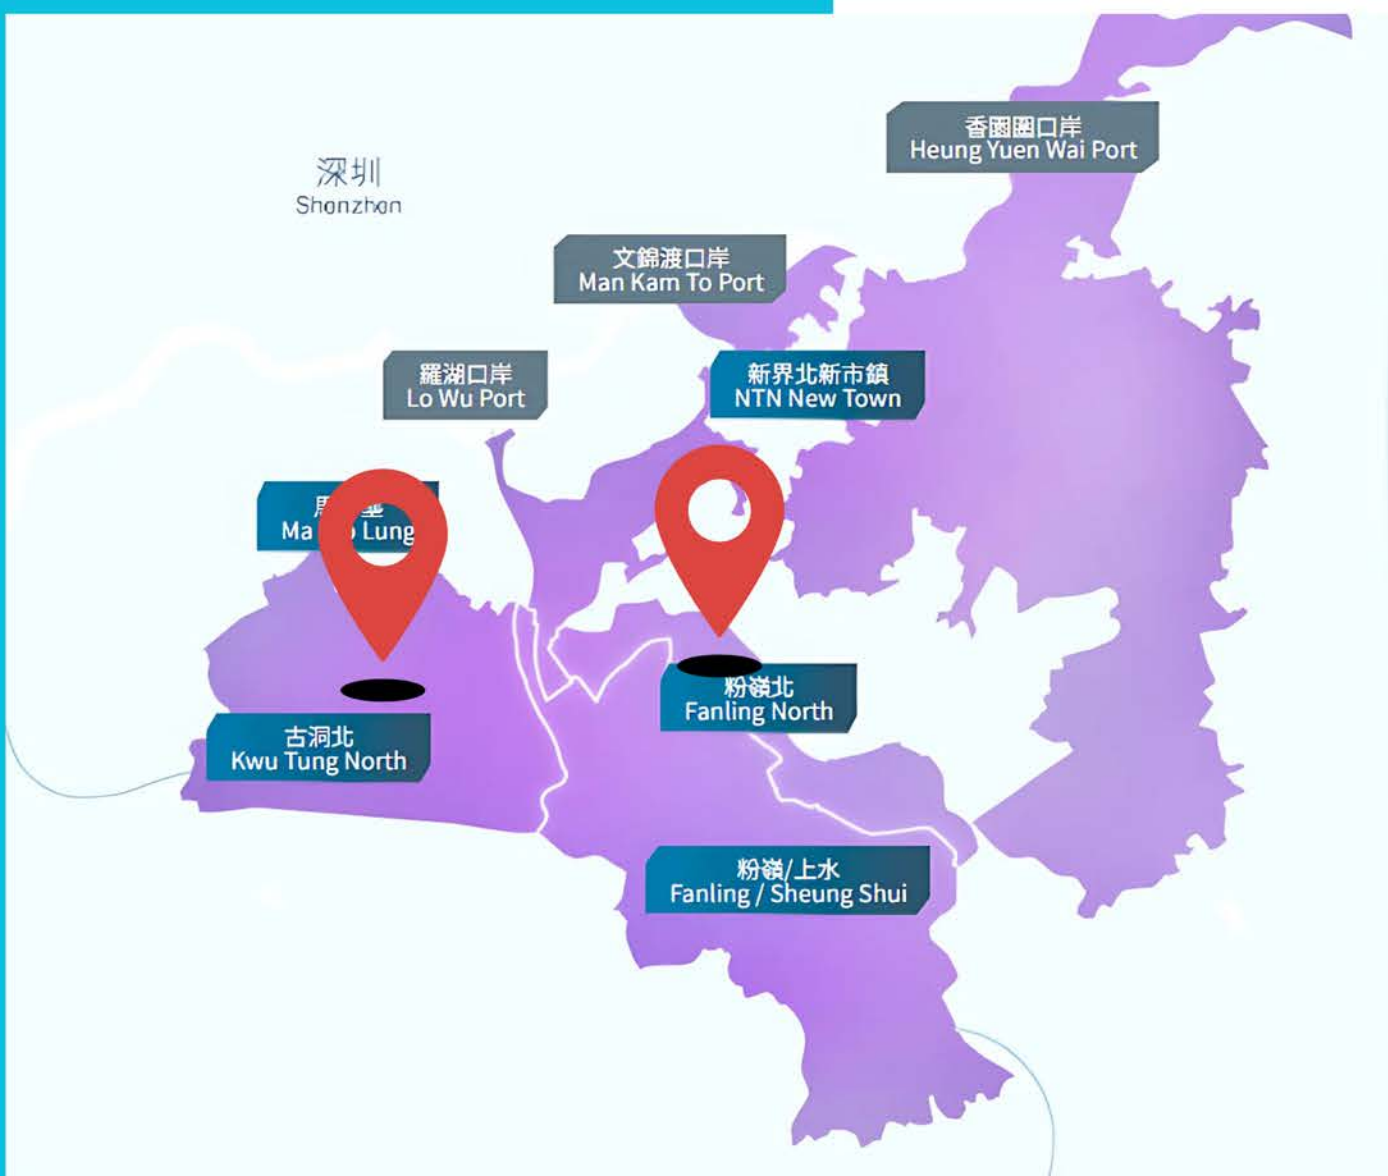 香園圍口岸
Heung Yuen Wai Port
深圳
Shenzhen
文錦渡口岸
Man Kam To Port
羅湖口岸
Lo Wu Port
新界北新市鎮
NTN New Town
Ma
Lung
粉嶺北
Fanling North
古洞北
Kwu Tung North
粉嶺/上水
Fanling / Sheung Shui